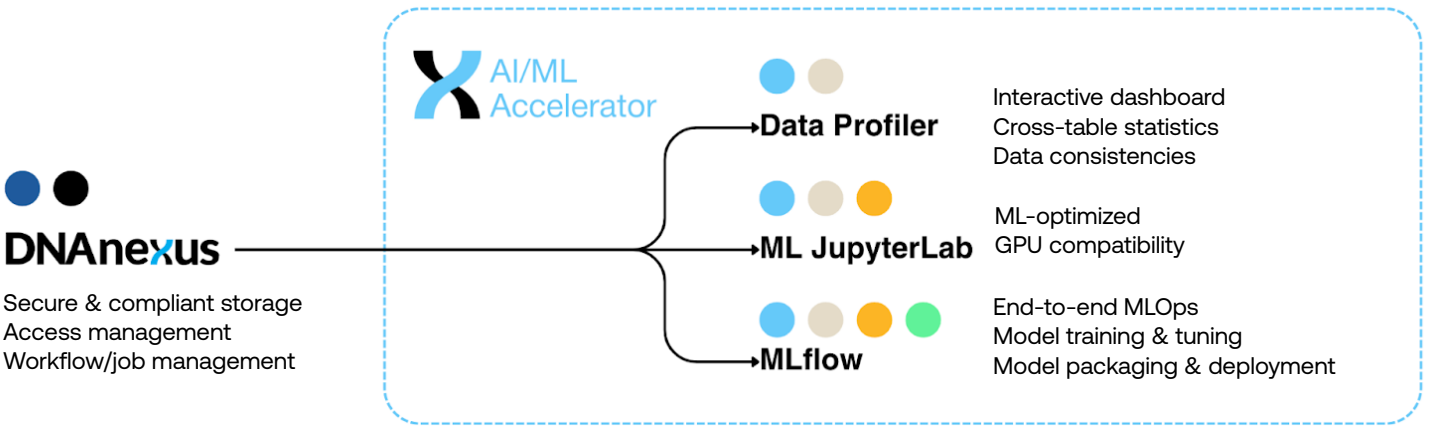 AI/ML
Accelerator
Data Profiler
Interactive dashboard
Cross-table statistics
Data consistencies
ML JupyterLab
ML-optimized
GPU compatibility
MLflow
End-to-end MLOps
Model training & tuning
Model packaging & deployment
DNAnexus
Secure & compliant storage
Access management
Workflow/job management